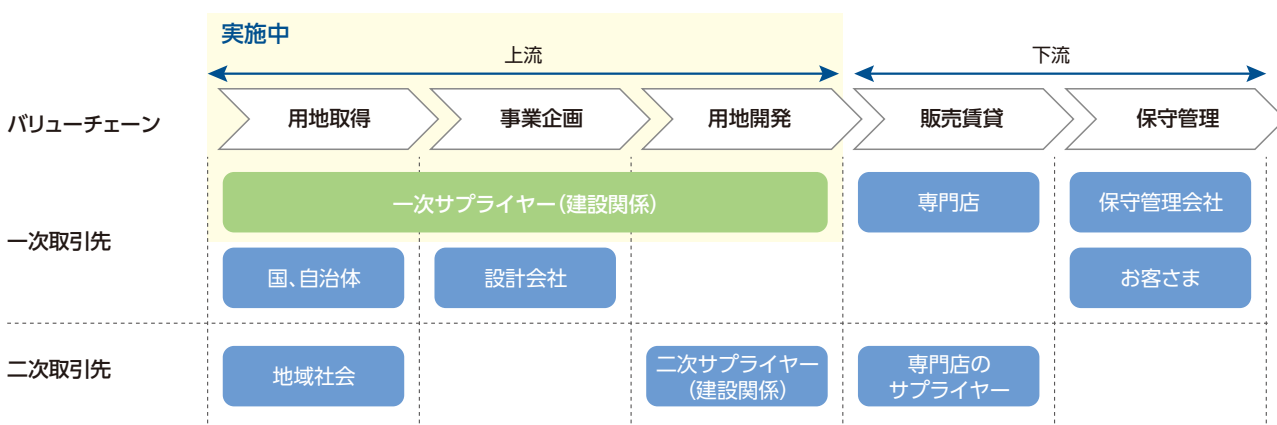 実施中
上流
下流
バリューチェーン
用地取得
事業企画
用地開発
販売賃貸
保守管理
一次取引先
一次サプライヤー(建設関係)
専門店
保守管理会社
国、自治体
設計会社
お客さま
二次取引先
地域社会
二次サプライヤー
(建設関係)
専門店の
サプライヤー